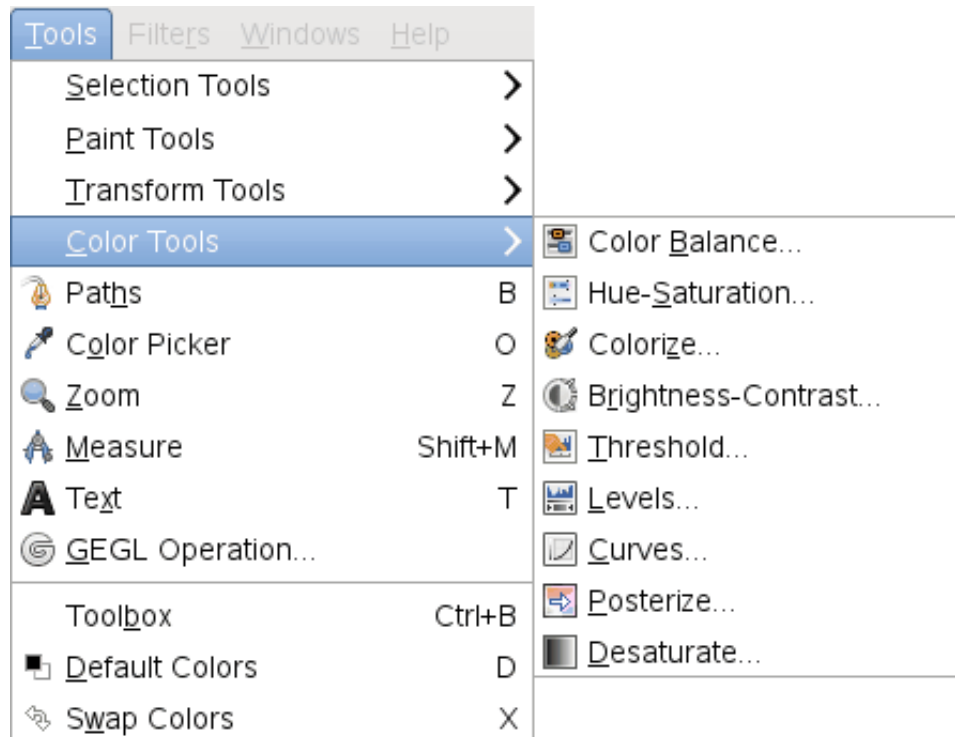 Tools Filters Windows Help
Selection Tools
Paint Tools
Transform Tools
Color Tools
Paths B
Color Picker O
Zoom Z
Measure Shift+M
Text T
GEGL Operation...
Toolbox Ctrl+B
Default Colors D
Swap Colors X
Color Balance...
Hue-Saturation...
Colorize...
Brightness-Contrast...
Threshold...
Levels...
Curves...
Posterize...
Desaturate...